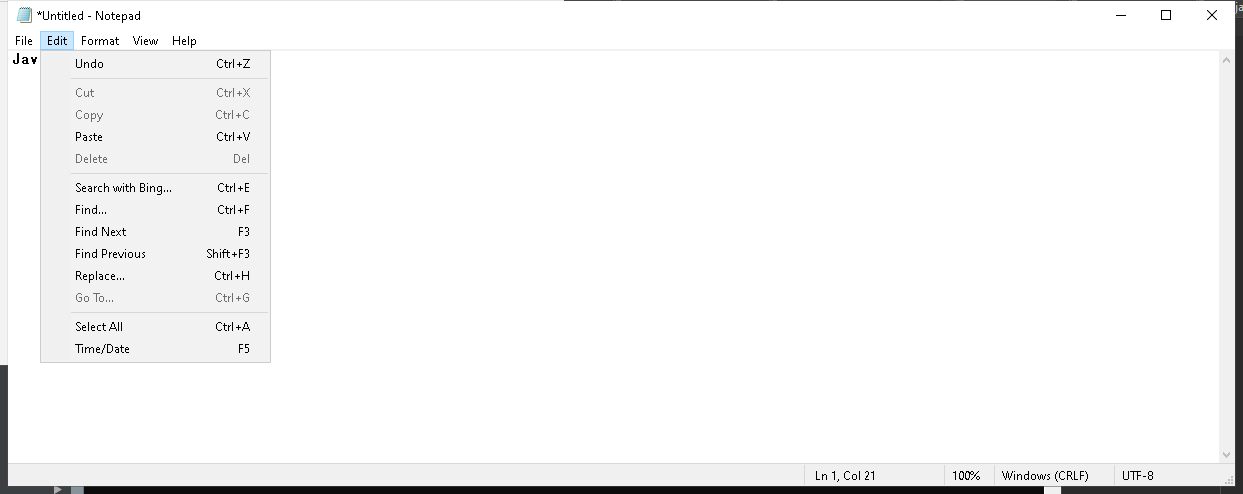 *Untitled - Notepad
File Edit Format View Help
Jav
Undo Ctrl+Z
Cut Ctrl+X
Copy Ctrl+C
Paste Ctrl+V
Delete Del
Search with Bing... Ctrl+E
Find... Ctrl+F
Find Next F3
Find Previous Shift+F3
Replace... Ctrl+H
Go To... Ctrl+G
Select All Ctrl+A
Time/Date F5
Ln 1, Col 21 100% Windows (CRLF) UTF-8